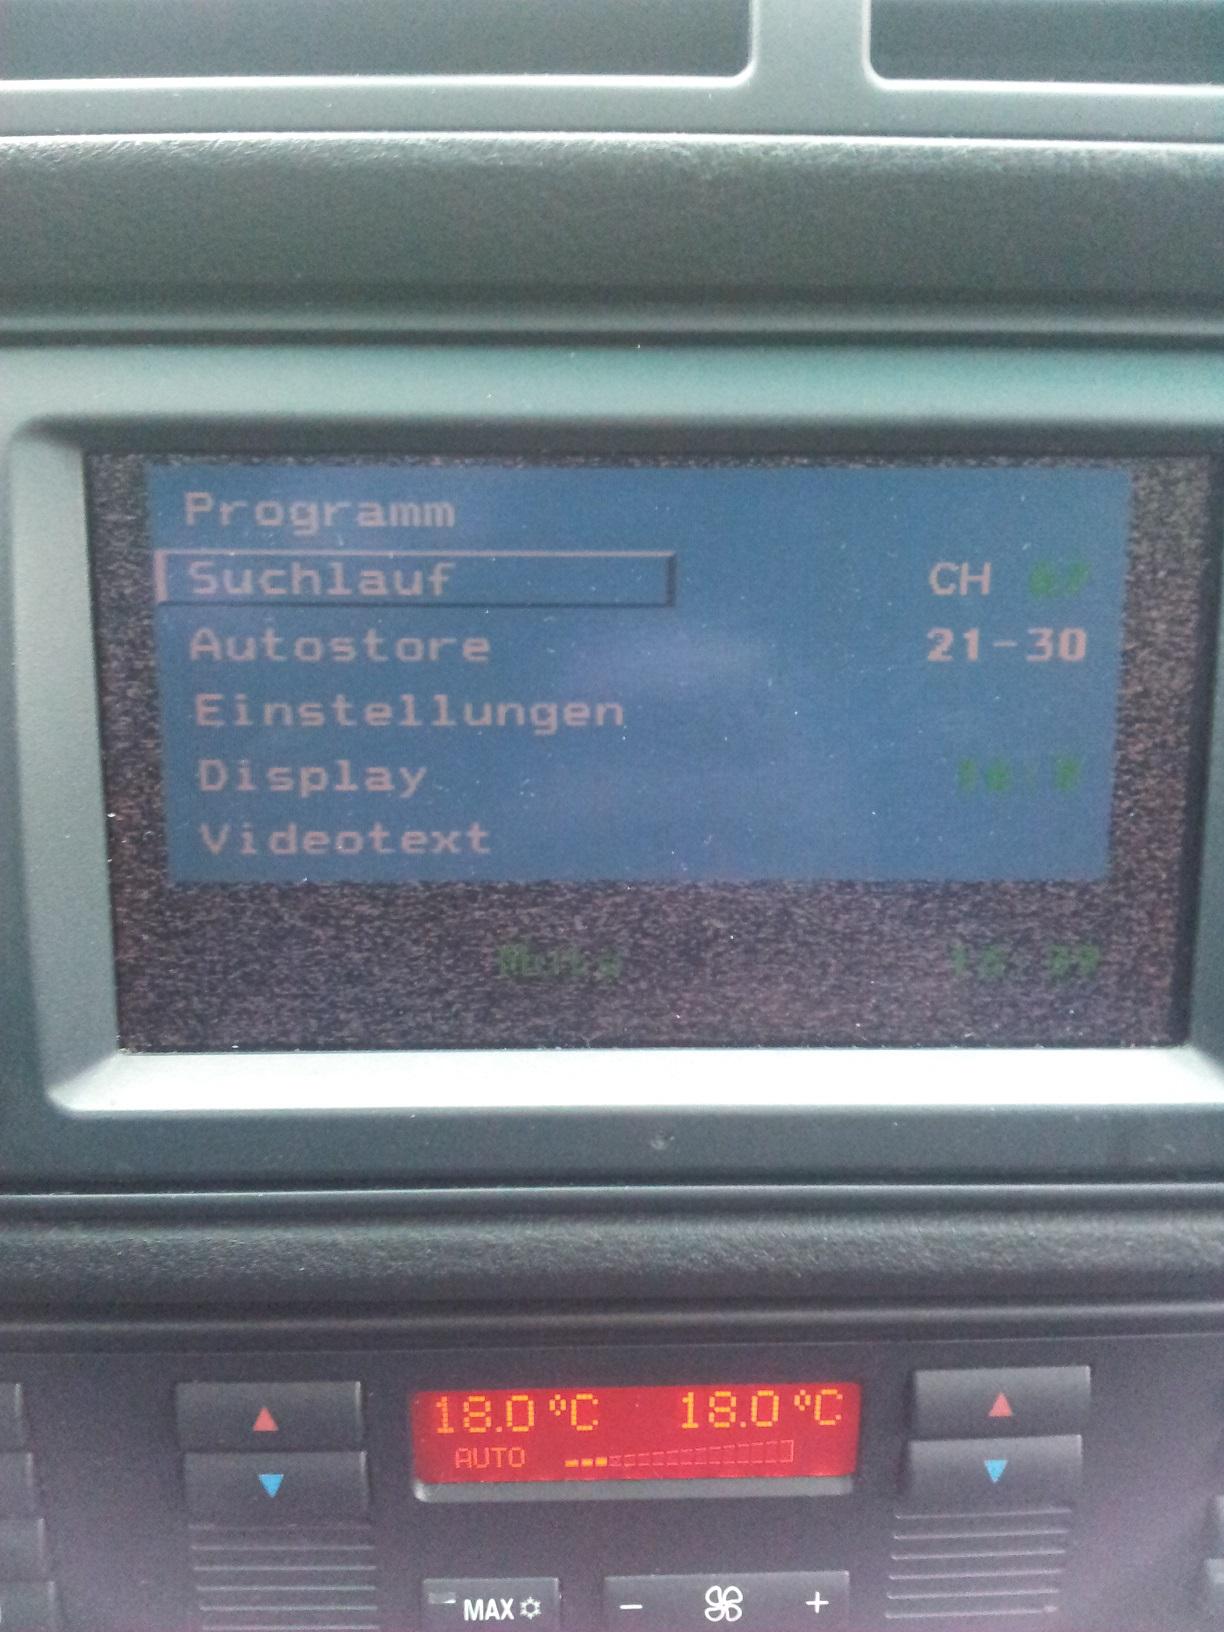 Programm
Suchlauf CH
Autostore 21-30
Einstellungen
Display
Videotext
18.0 °C 18.0 °C
AUTO
MAX
- +